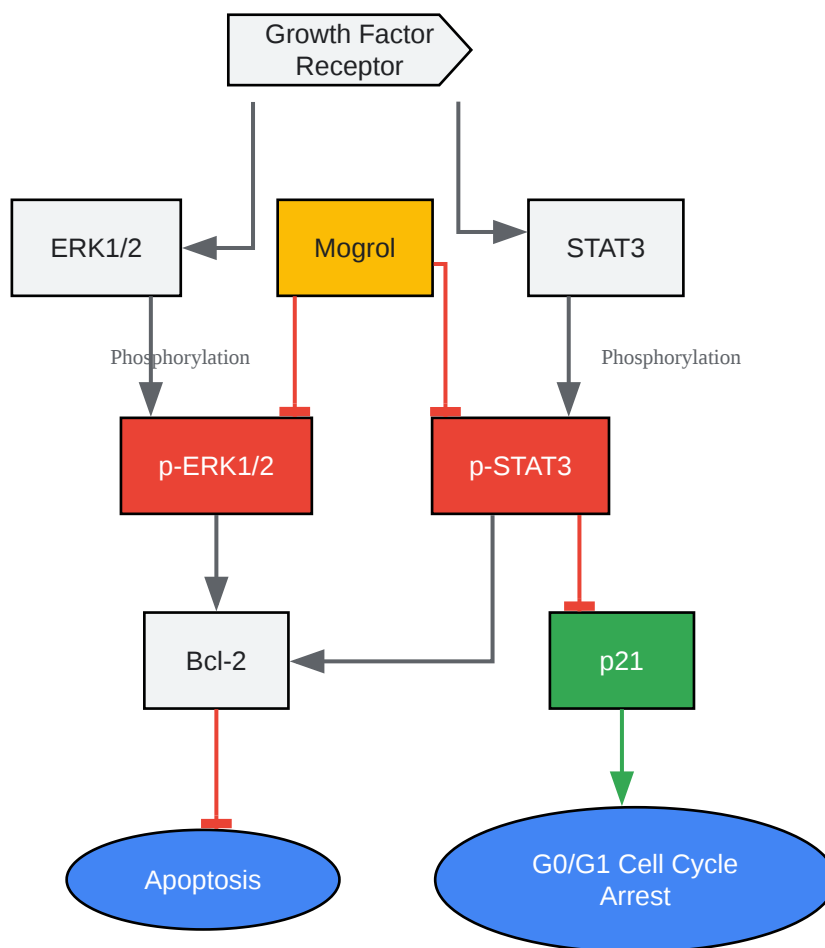 Growth Factor
Receptor
ERK1/2
Mogrol
STAT3
Phosphorylation
Phosphorylation
p-ERK1/2
p-STAT3
Bcl-2
p21
Apoptosis
G0/G1 Cell Cycle
Arrest